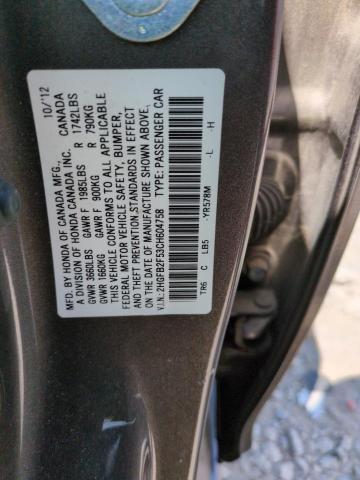 MFD. BY HONDA OF CANADA MFG., 10/'12
A DIVISION OF HONDA CANADA INC. CANADA
GVWR 3660LBS GAWR F 1985LBS R 1742LBS
GVWR 1660KG GAWR F 900KG R 790KG
THIS VEHICLE CONFORMS TO ALL APPLICABLE
FEDERAL MOTOR VEHICLE SAFETY, BUMPER,
THEFT PREVENTION, STANDARDS IN EFFECT
ON THE DATE OF MANUFACTURE SHOWN ABOVE.
V.I.N.: 2HGFB2F53CH604758 TYPE: PASSENGER CAR
TR6 C LB5 -YR578M -L -H